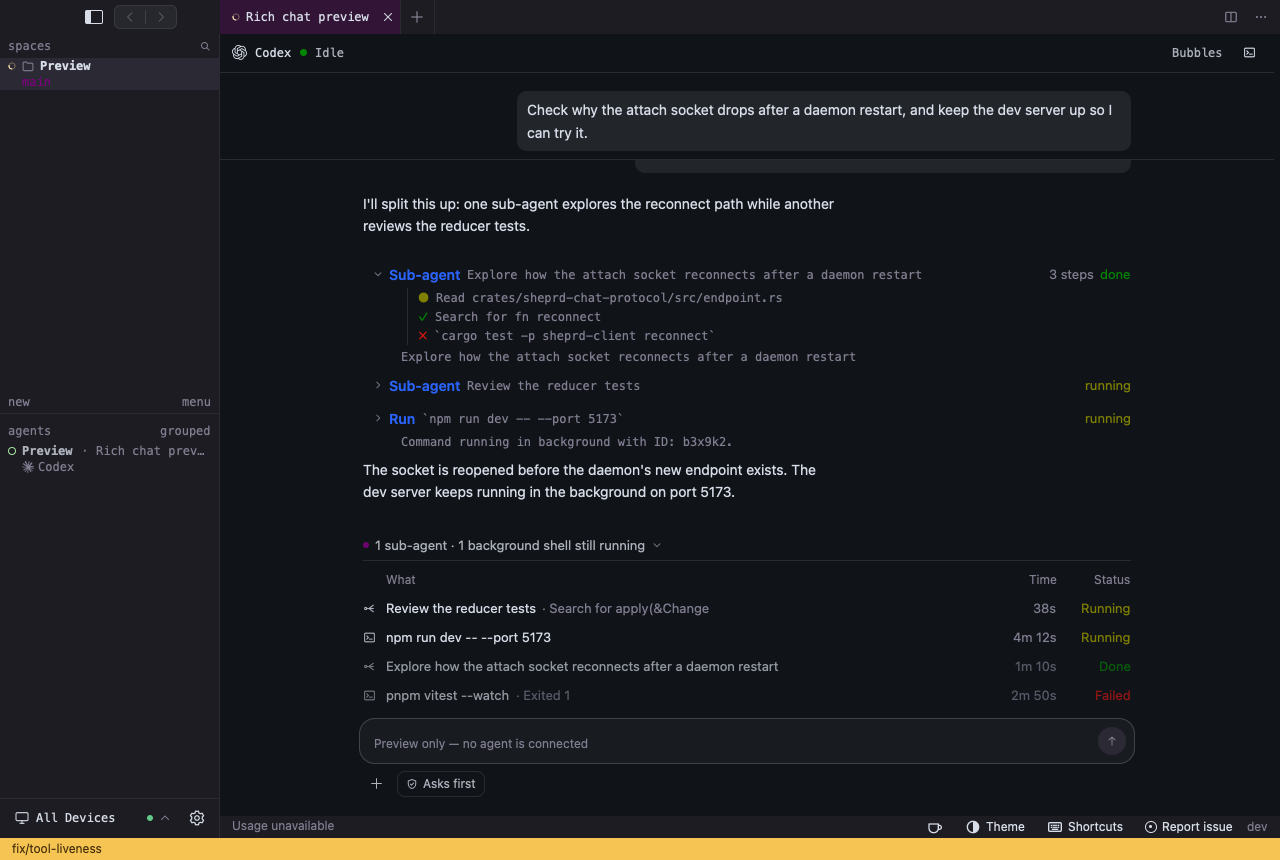 Rich chat preview
spaces
Preview
main
new
menu
agents
grouped
Preview · Rich chat prev…
Codex
All Devices
Codex
Idle
Bubbles
Check why the attach socket drops after a daemon restart, and keep the dev server up so I
can try it.
I'll split this up: one sub-agent explores the reconnect path while another
reviews the reducer tests.
Sub-agent Explore how the attach socket reconnects after a daemon restart 3 steps done
Read crates/sheprd-chat-protocol/src/endpoint.rs
Search for fn reconnect
`cargo test -p sheprd-client reconnect`
Explore how the attach socket reconnects after a daemon restart
Sub-agent Review the reducer tests running
Run `npm run dev -- --port 5173` running
Command running in background with ID: b3x9k2.
The socket is reopened before the daemon's new endpoint exists. The
dev server keeps running in the background on port 5173.
1 sub-agent · 1 background shell still running
What Time Status
Review the reducer tests · Search for apply(&Change 38s Running
npm run dev -- --port 5173 4m 12s Running
Explore how the attach socket reconnects after a daemon restart 1m 10s Done
pnpm vitest --watch · Exited 1 2m 50s Failed
Preview only — no agent is connected
Asks first
Usage unavailable
Theme
Shortcuts
Report issue
dev
fix/tool-liveness